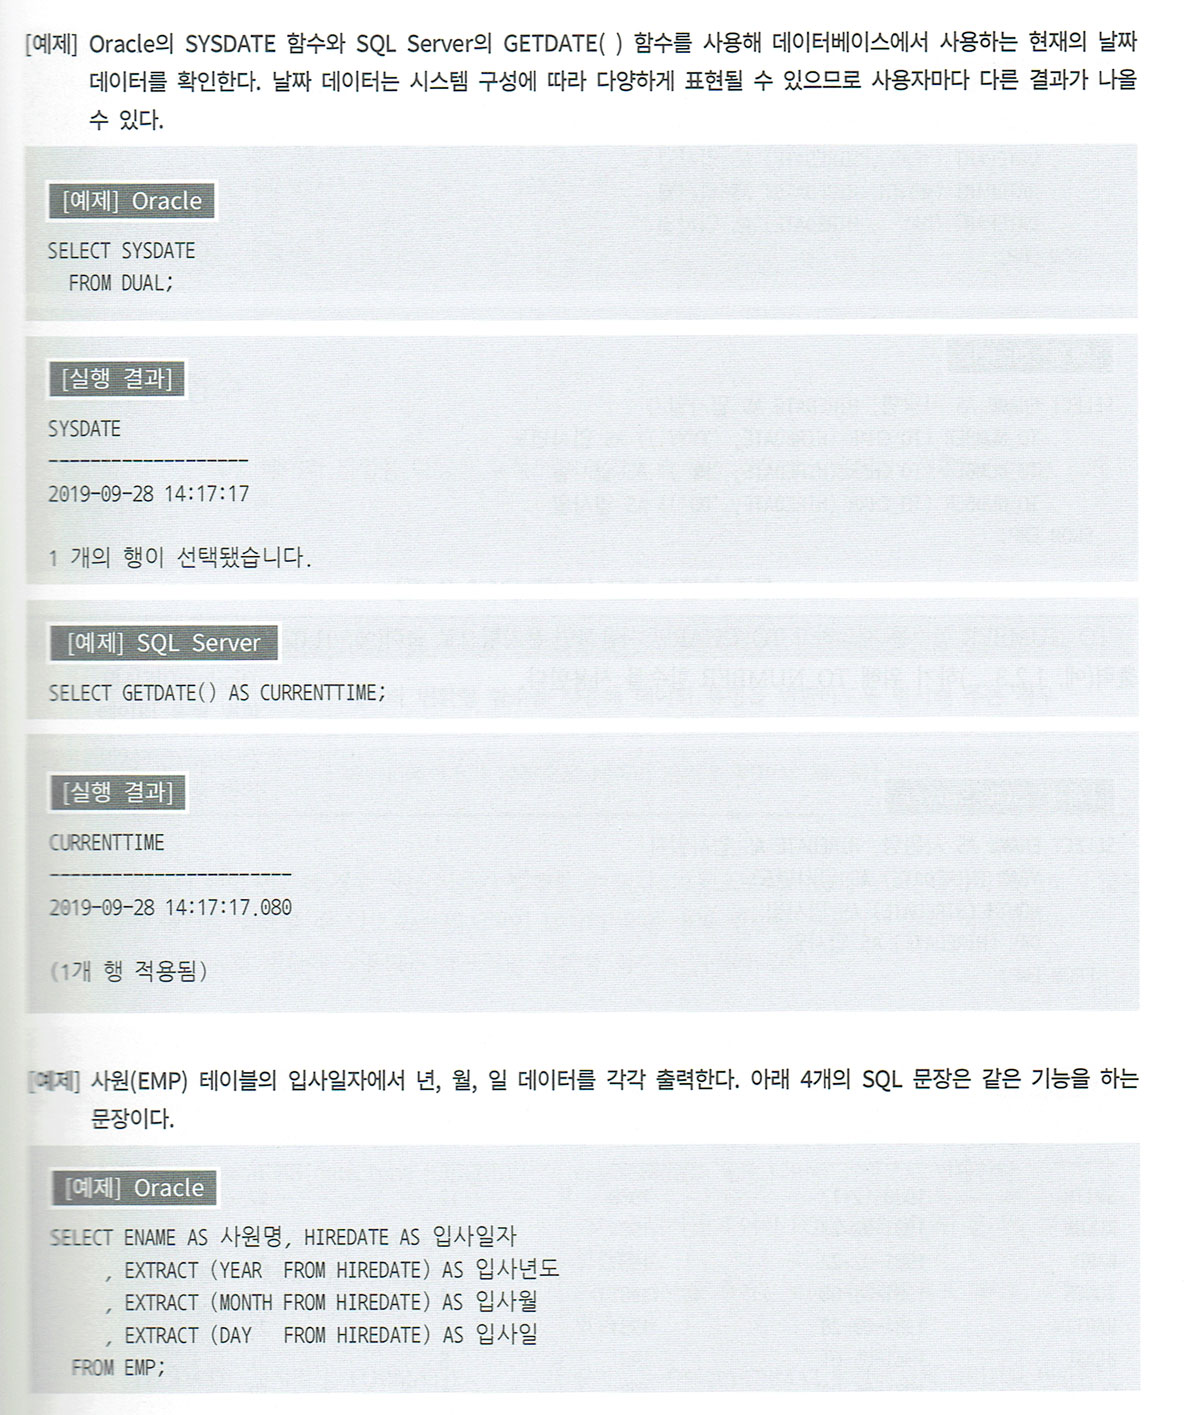 [예제] Oracle의 SYSDATE 함수와 SQL Server의 GETDATE( ) 함수를 사용해 데이터베이스에서 사용하는 현재의 날짜
데이터를 확인한다. 날짜 데이터는 시스템 구성에 따라 다양하게 표현될 수 있으므로 사용자마다 다른 결과가 나올
수 있다.
[예제] Oracle
SELECT SYSDATE
FROM DUAL;
[실행 결과]
SYSDATE
-------------------
2019-09-28 14:17:17
1 개의 행이 선택됐습니다.
[예제] SQL Server
SELECT GETDATE() AS CURRENTTIME;
[실행 결과]
CURRENTTIME
-----------------------
2019-09-28 14:17:17.080
(1개 행 적용됨)
[예제] 사원(EMP) 테이블의 입사일자에서 년, 월, 일 데이터를 각각 출력한다. 아래 4개의 SQL 문장은 같은 기능을 하는
문장이다.
[예제] Oracle
SELECT ENAME AS 사원명, HIREDATE AS 입사일자
, EXTRACT (YEAR  FROM HIREDATE) AS 입사년도
, EXTRACT (MONTH FROM HIREDATE) AS 입사월
, EXTRACT (DAY   FROM HIREDATE) AS 입사일
FROM EMP;